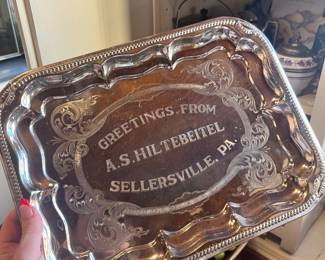 GREETINGS FROM
A.S. HILTEBEITEL
SELLERSVILLE, PA.